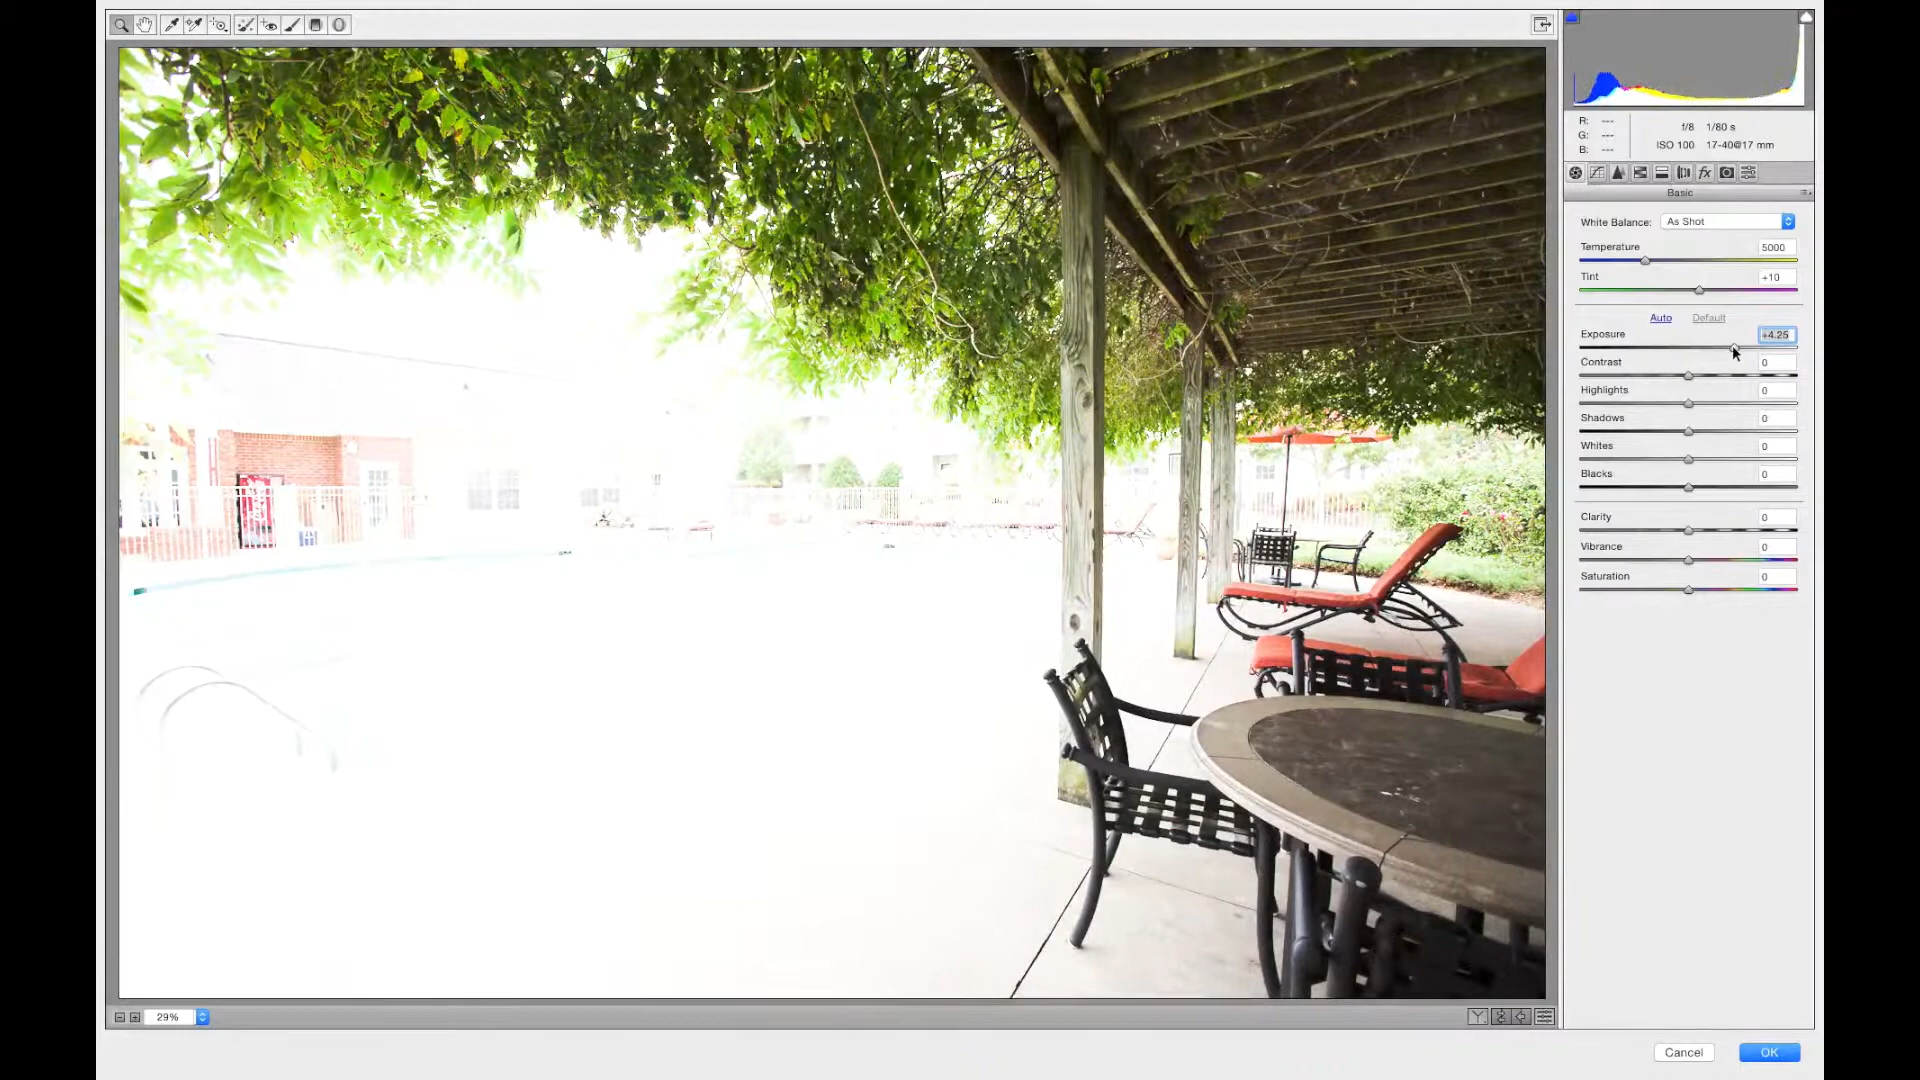 R: ---
G: ---
B: ---
f/8 1/80 s
ISO 100 17-40@17 mm
fx
Basic
White Balance: As Shot
Temperature 5000
Tint +10
Auto Default
Exposure +4.25
Contrast 0
Highlights 0
Shadows 0
Whites 0
Blacks 0
Clarity 0
Vibrance 0
Saturation 0
29%
Y
Cancel OK